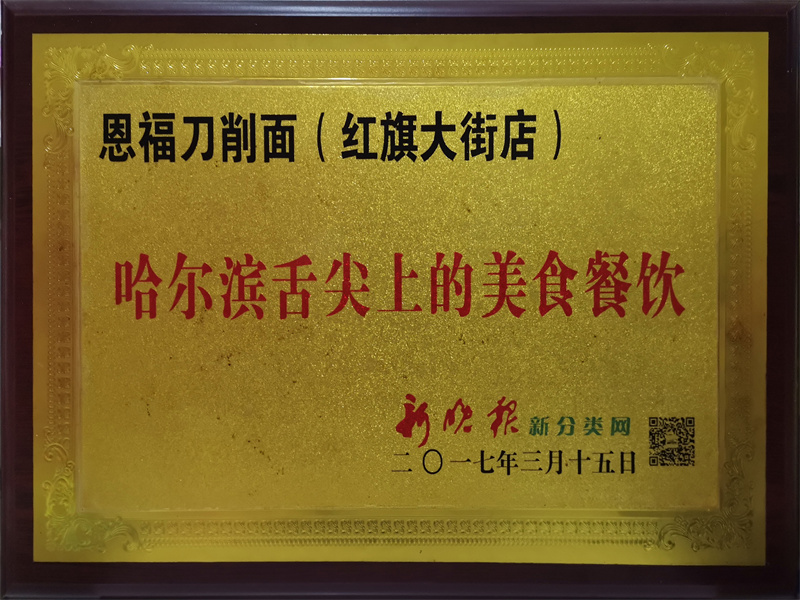 恩福刀削面（红旗大街店）
哈尔滨舌尖上的美食餐饮
新晚报 新分类网
二〇一七年三月十五日